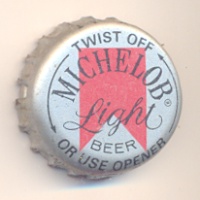 TWIST OFF
MICHELOB®
Light
BEER
OR USE OPENER